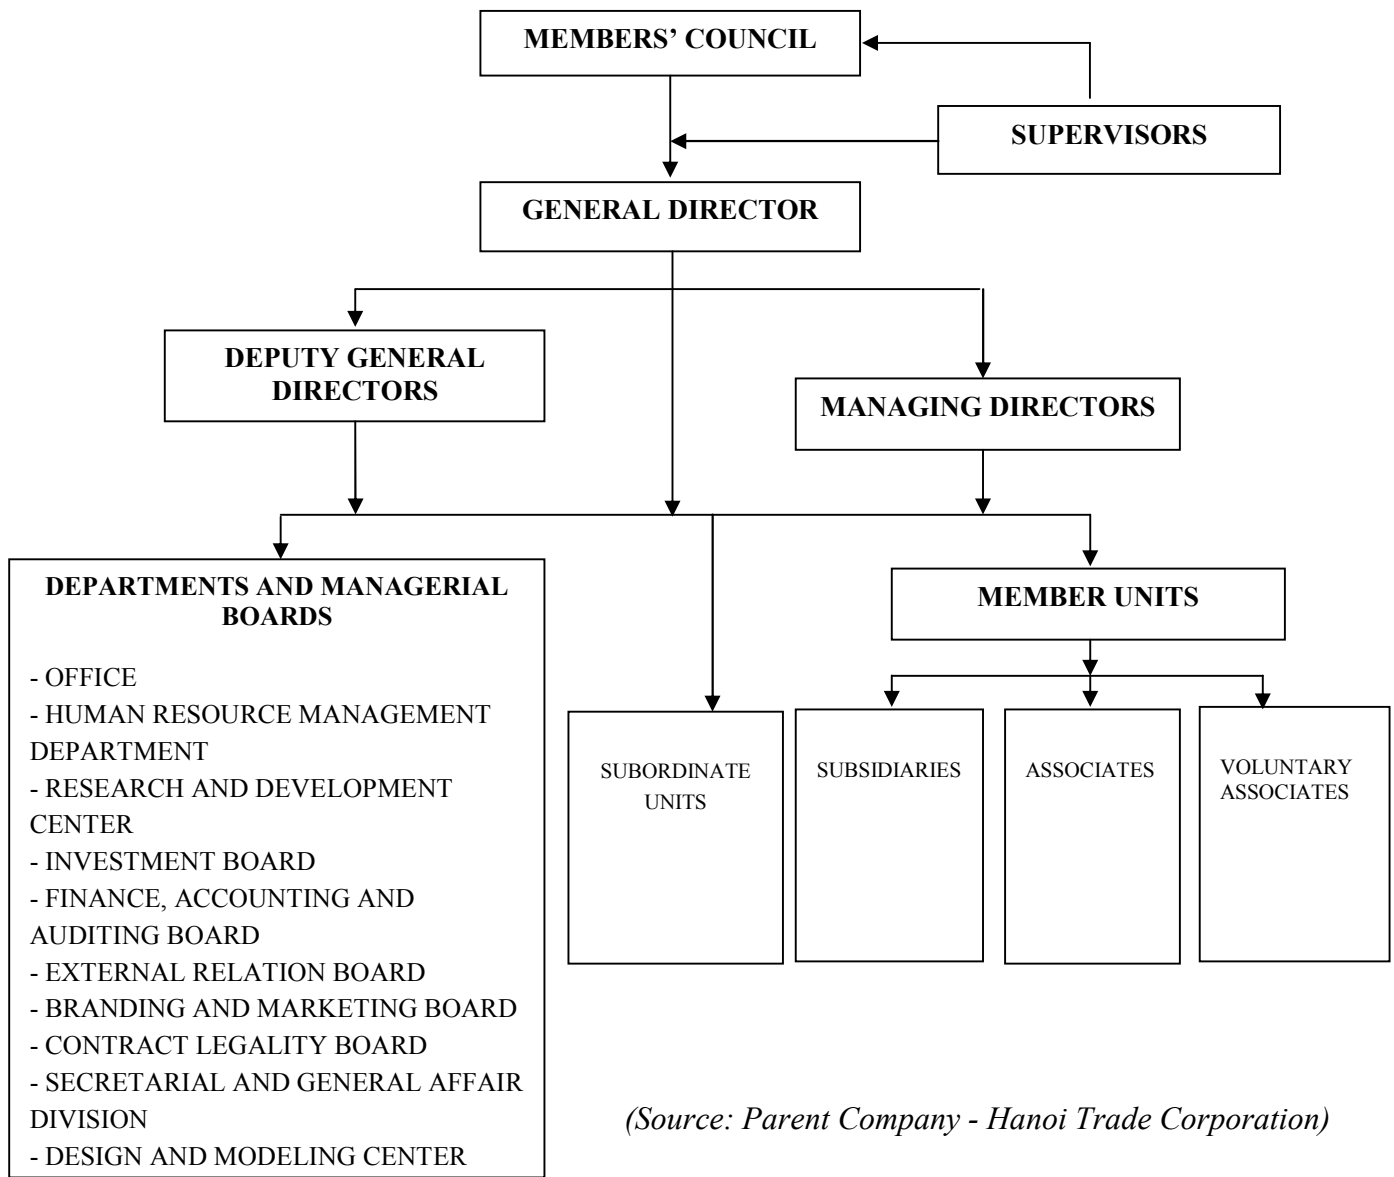 MEMBERS’ COUNCIL
SUPERVISORS
GENERAL DIRECTOR
DEPUTY GENERAL
DIRECTORS
MANAGING DIRECTORS
DEPARTMENTS AND MANAGERIAL
BOARDS
- OFFICE
- HUMAN RESOURCE MANAGEMENT
DEPARTMENT
- RESEARCH AND DEVELOPMENT
CENTER
- INVESTMENT BOARD
- FINANCE, ACCOUNTING AND
AUDITING BOARD
- EXTERNAL RELATION BOARD
- BRANDING AND MARKETING BOARD
- CONTRACT LEGALITY BOARD
- SECRETARIAL AND GENERAL AFFAIR
DIVISION
- DESIGN AND MODELING CENTER
MEMBER UNITS
SUBORDINATE
UNITS
SUBSIDIARIES
ASSOCIATES
VOLUNTARY
ASSOCIATES
(Source: Parent Company - Hanoi Trade Corporation)